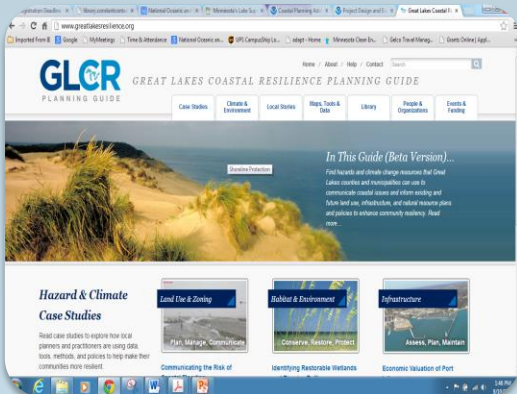 www.greatlakesresilience.org
Home / About / Help / Contact
Search
GLCR
PLANNING GUIDE
GREAT LAKES COASTAL RESILIENCE PLANNING GUIDE
Case Studies
Climate & Environment
Local Stories
Maps, Tools & Data
Library
People & Organizations
Events & Funding
Shoreline Protection
In This Guide (Beta Version)...
Find hazards and climate change resources that Great
Lakes counties and municipalities can use to
communicate coastal issues and inform existing and
future land use, infrastructure, and natural resource plans
and policies to enhance community resiliency. Read
more...
Hazard & Climate
Case Studies
Read case studies to explore how local
planners and practitioners are using data,
tools, methods, and policies to help make their
communities more resilient.
Land Use & Zoning
Plan, Manage, Communicate
Communicating the Risk of
Habitat & Environment
Conserve, Restore, Protect
Identifying Restorable Wetlands
Infrastructure
Assess, Plan, Maintain
Economic Valuation of Port